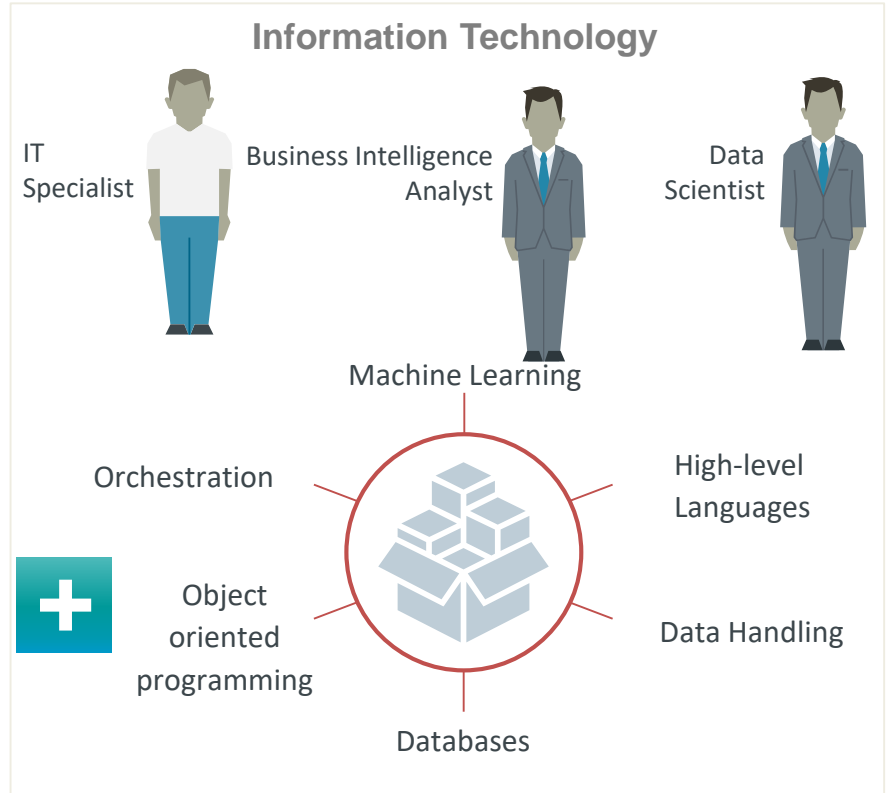 Information Technology
IT
Specialist
Business Intelligence
Analyst
Data
Scientist
Machine Learning
Orchestration
High-level
Languages
Object
oriented
programming
Data Handling
Databases